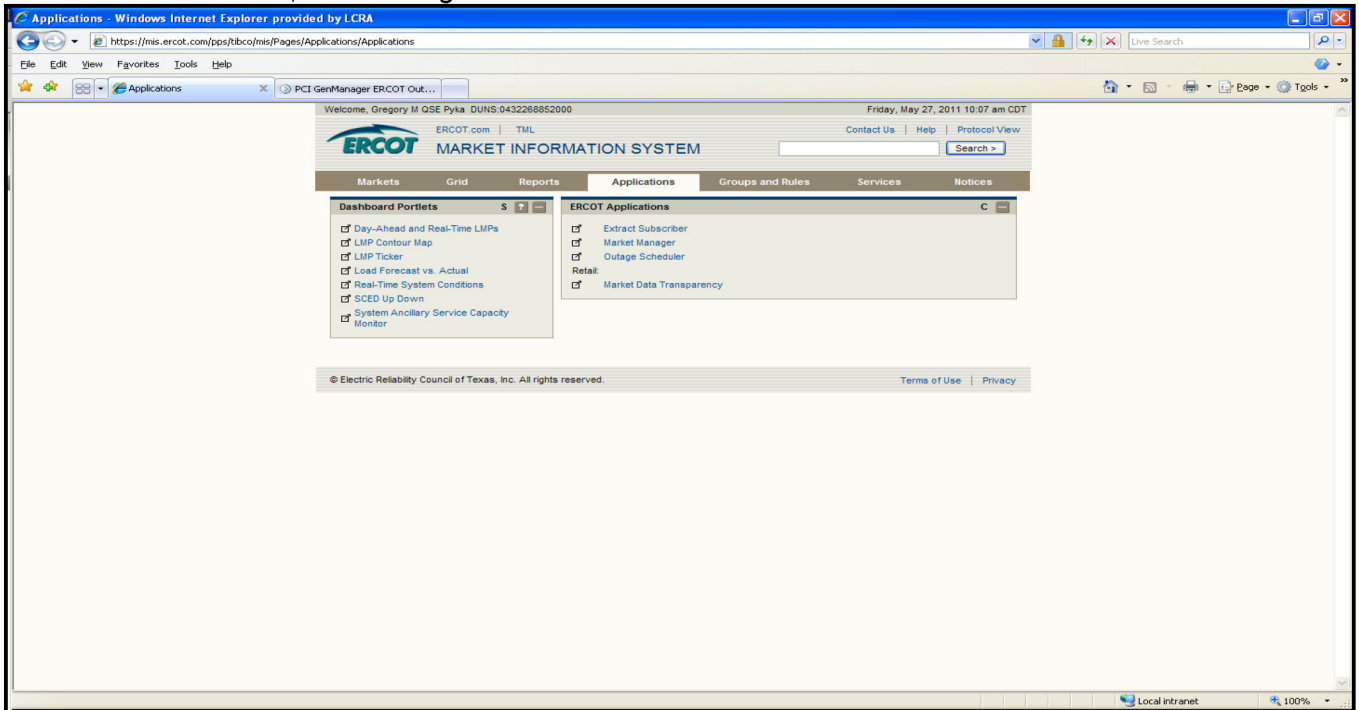 Applications - Windows Internet Explorer provided by LCRA
https://mis.ercot.com/pps/tibco/mis/Pages/Applications/Applications
Live Search
File Edit View Favorites Tools Help
Applications
PCI GenManager ERCOT Out...
Page Tools
Welcome, Gregory M QSE Pyka DUNS:0432268852000
Friday, May 27, 2011 10:07 am CDT
ERCOT
ERCOT.com | TML
Contact Us | Help | Protocol View
MARKET INFORMATION SYSTEM
Search >
Markets Grid Reports Applications Groups and Rules Services Notices
Dashboard Portlets S ?
Day-Ahead and Real-Time LMPs
LMP Contour Map
LMP Ticker
Load Forecast vs. Actual
Real-Time System Conditions
SCED Up Down
System Ancillary Service Capacity
Monitor
ERCOT Applications C
Extract Subscriber
Market Manager
Outage Scheduler
Retail:
Market Data Transparency
© Electric Reliability Council of Texas, Inc. All rights reserved.
Terms of Use | Privacy
Local intranet
100%